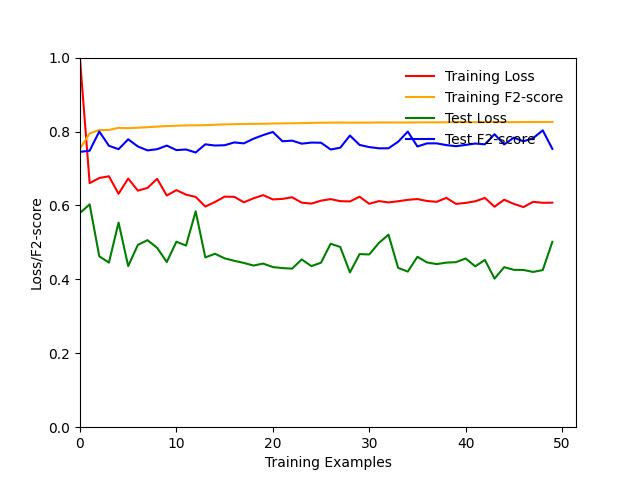 1.0
0.8
0.6
0.4
0.2
0.0
Loss/F2-score
Training Loss
Training F2-score
Test Loss
Test F2-score
0 10 20 30 40 50
Training Examples